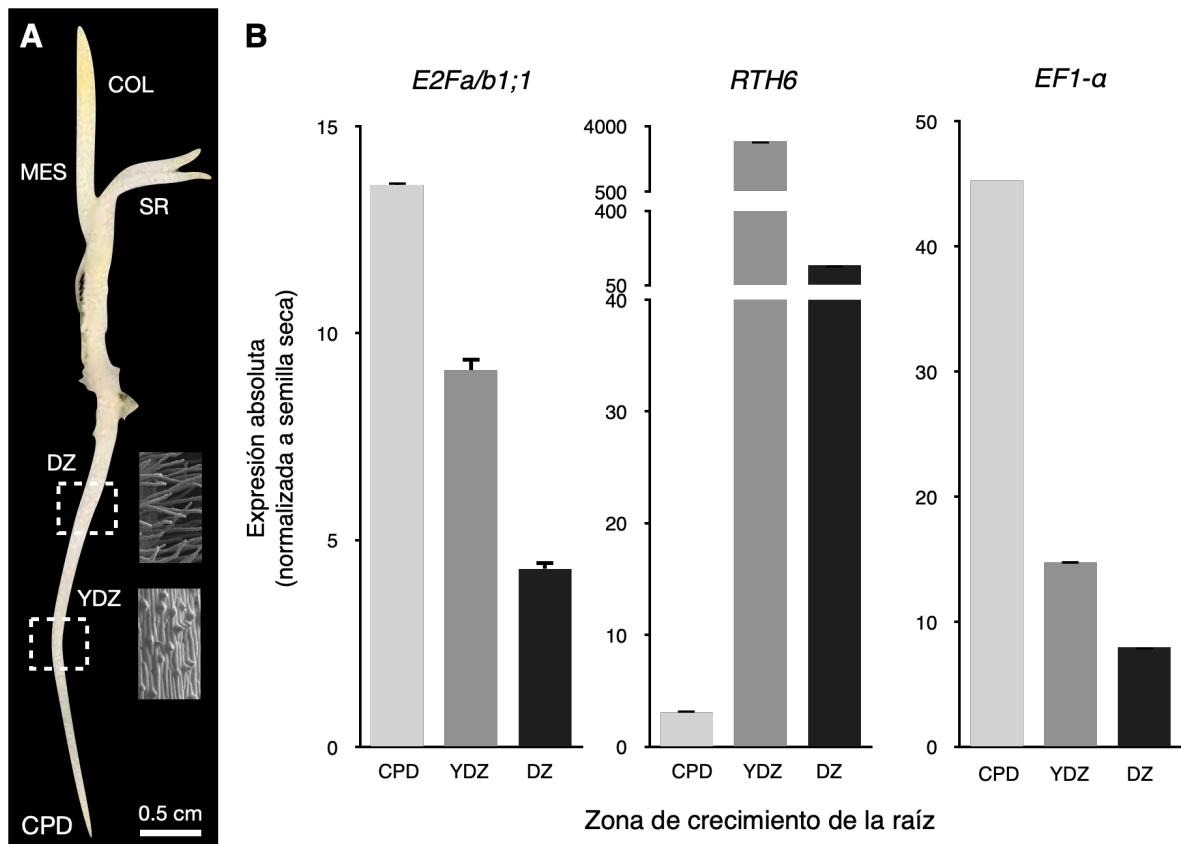 A
COL
MES
SR
DZ
YDZ
CPD
0.5 cm
B
Expresión absoluta
(normalizada a semilla seca)
E2Fa/b1;1
15
10
5
0
CPD YDZ DZ
RTH6
4000
500
400
50
40
30
20
10
0
CPD YDZ DZ
EF1-α
50
40
30
20
10
0
CPD YDZ DZ
Zona de crecimiento de la raíz